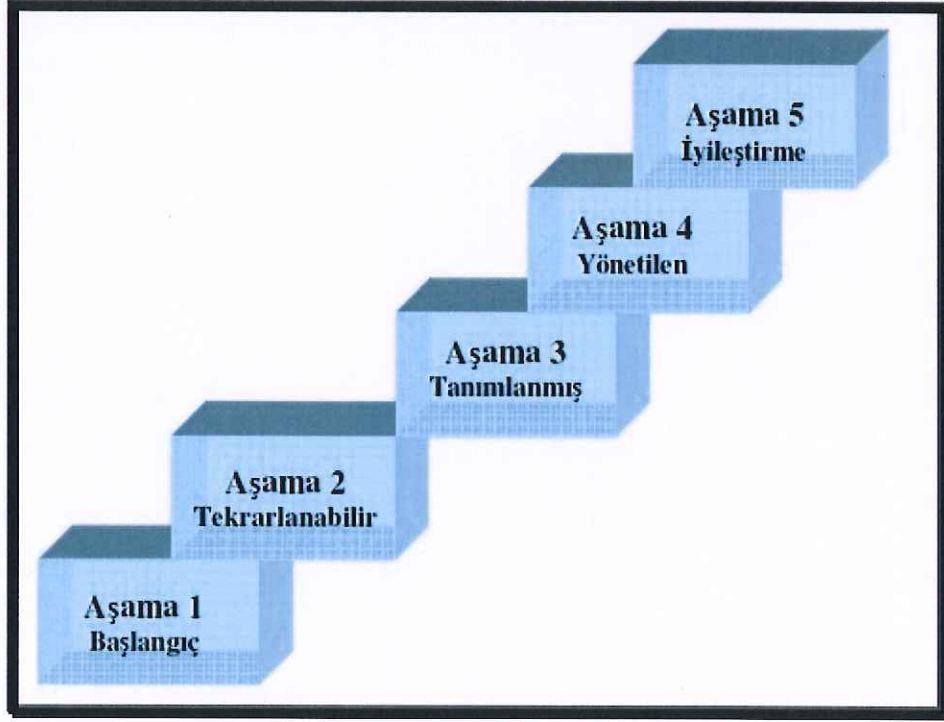 Aşama 5
İyileştirme
Aşama 4
Yönetilen
Aşama 3
Tanımlanmış
Aşama 2
Tekrarlanabilir
Aşama 1
Başlangıç